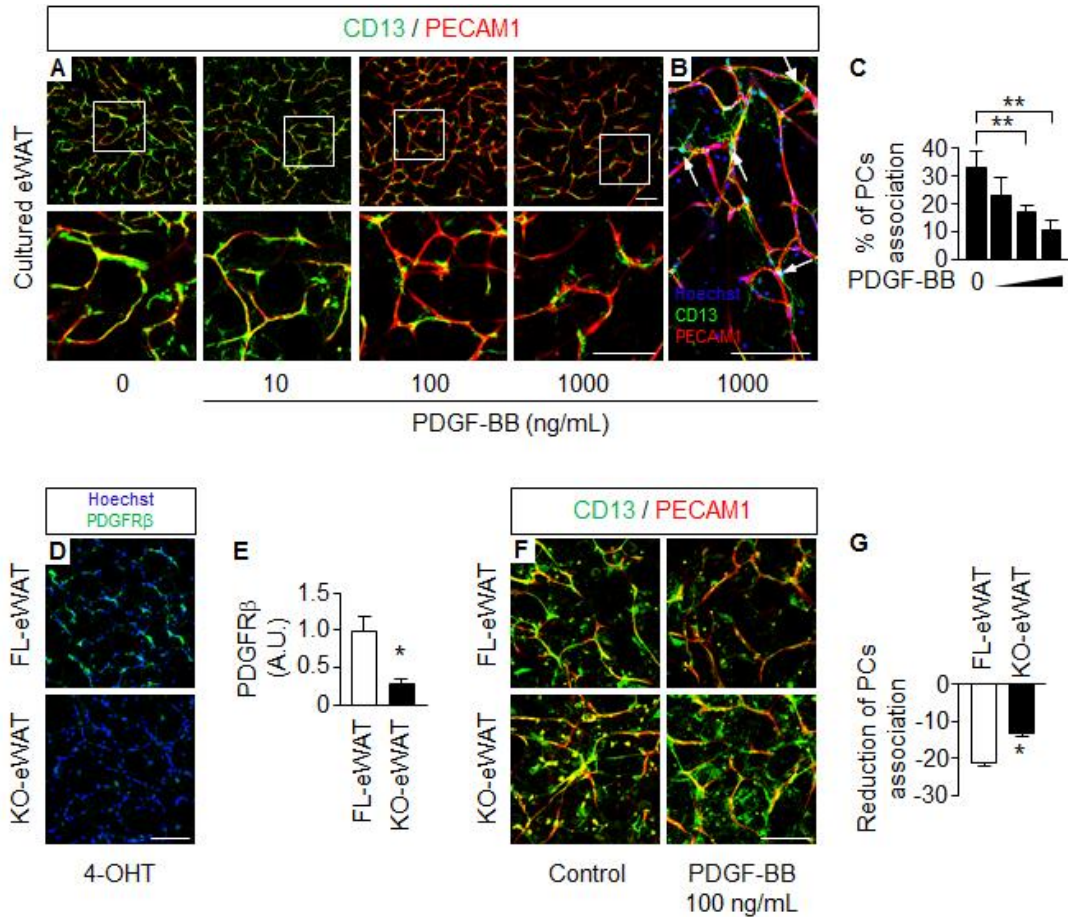 CD13 / PECAM1
A
B
C
Cultured eWAT
Hoechst
CD13
PECAM1
**
**
% of PCs
association
40
30
20
10
0
PDGF-BB 0
0 10 100 1000 1000
PDGF-BB (ng/mL)
Hoechst
PDGFRβ
D
FL-eWAT
KO-eWAT
4-OHT
E
PDGFRβ
(A.U.)
1.5
1.0
0.5
0
*
FL-eWAT
KO-eWAT
CD13 / PECAM1
F
FL-eWAT
KO-eWAT
Control
PDGF-BB
100 ng/mL
G
FL-eWAT
KO-eWAT
Reduction of PCs
association
0
-10
-20
-30
*